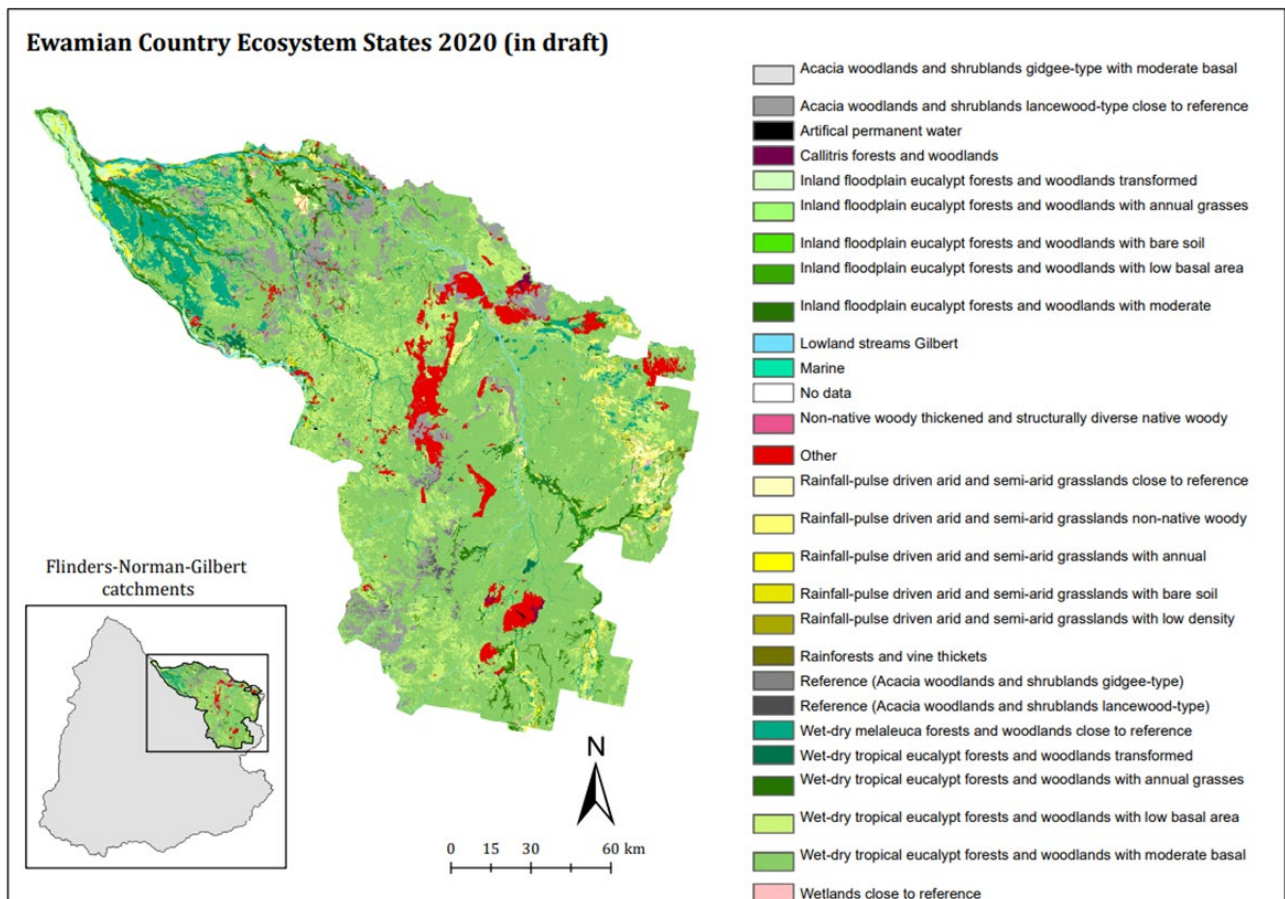 Ewamian Country Ecosystem States 2020 (in draft)
Acacia woodlands and shrublands gidgee-type with moderate basal
Acacia woodlands and shrublands lancewood-type close to reference
Artifical permanent water
Callitris forests and woodlands
Inland floodplain eucalypt forests and woodlands transformed
Inland floodplain eucalypt forests and woodlands with annual grasses
Inland floodplain eucalypt forests and woodlands with bare soil
Inland floodplain eucalypt forests and woodlands with low basal area
Inland floodplain eucalypt forests and woodlands with moderate
Lowland streams Gilbert
Marine
No data
Non-native woody thickened and structurally diverse native woody
Other
Rainfall-pulse driven arid and semi-arid grasslands close to reference
Rainfall-pulse driven arid and semi-arid grasslands non-native woody
Rainfall-pulse driven arid and semi-arid grasslands with annual
Rainfall-pulse driven arid and semi-arid grasslands with bare soil
Rainfall-pulse driven arid and semi-arid grasslands with low density
Rainforests and vine thickets
Reference (Acacia woodlands and shrublands gidgee-type)
Reference (Acacia woodlands and shrublands lancewood-type)
Wet-dry melaleuca forests and woodlands close to reference
Wet-dry tropical eucalypt forests and woodlands transformed
Wet-dry tropical eucalypt forests and woodlands with annual grasses
Wet-dry tropical eucalypt forests and woodlands with low basal area
Wet-dry tropical eucalypt forests and woodlands with moderate basal
Wetlands close to reference
Flinders-Norman-Gilbert
catchments
N
0 15 30 60 km